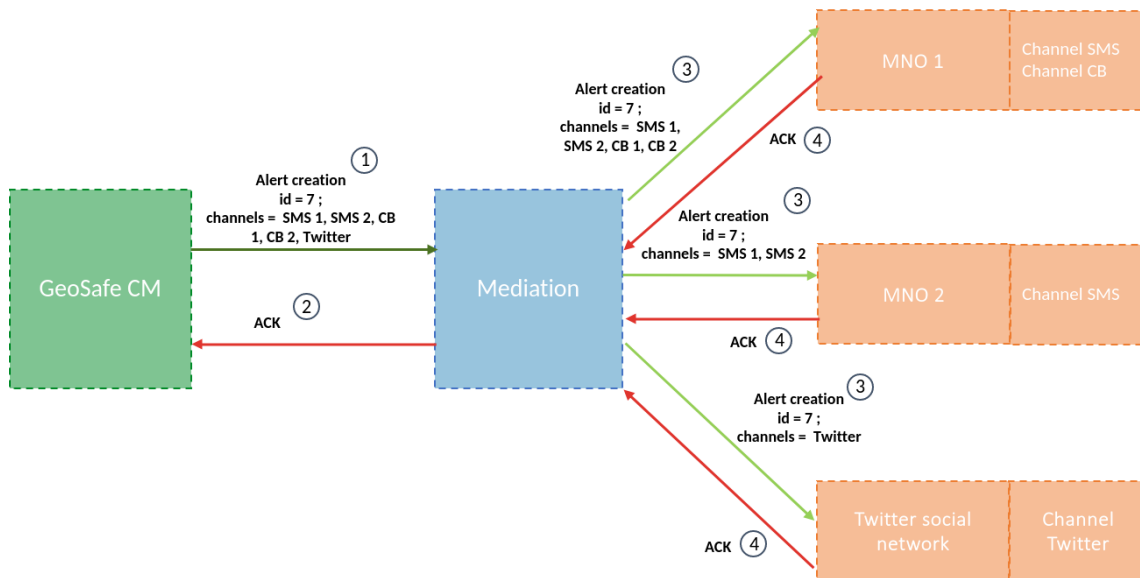 3
Alert creation
id = 7 ;
channels =  SMS 1,
SMS 2, CB 1, CB 2
MNO 1
Channel SMS
Channel CB
ACK 4
1
Alert creation
id = 7 ;
channels =  SMS 1, SMS 2, CB
1, CB 2, Twitter
GeoSafe CM
Mediation
ACK 2
3
Alert creation
id = 7 ;
channels =  SMS 1, SMS 2
MNO 2
Channel SMS
ACK 4
3
Alert creation
id = 7 ;
channels =  Twitter
ACK 4
Twitter social
network
Channel
Twitter